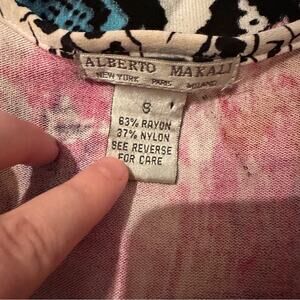 ALBERTO MAKALI
NEW YORK PARIS MILANO
S
63% RAYON
37% NYLON
SEE REVERSE
FOR CARE